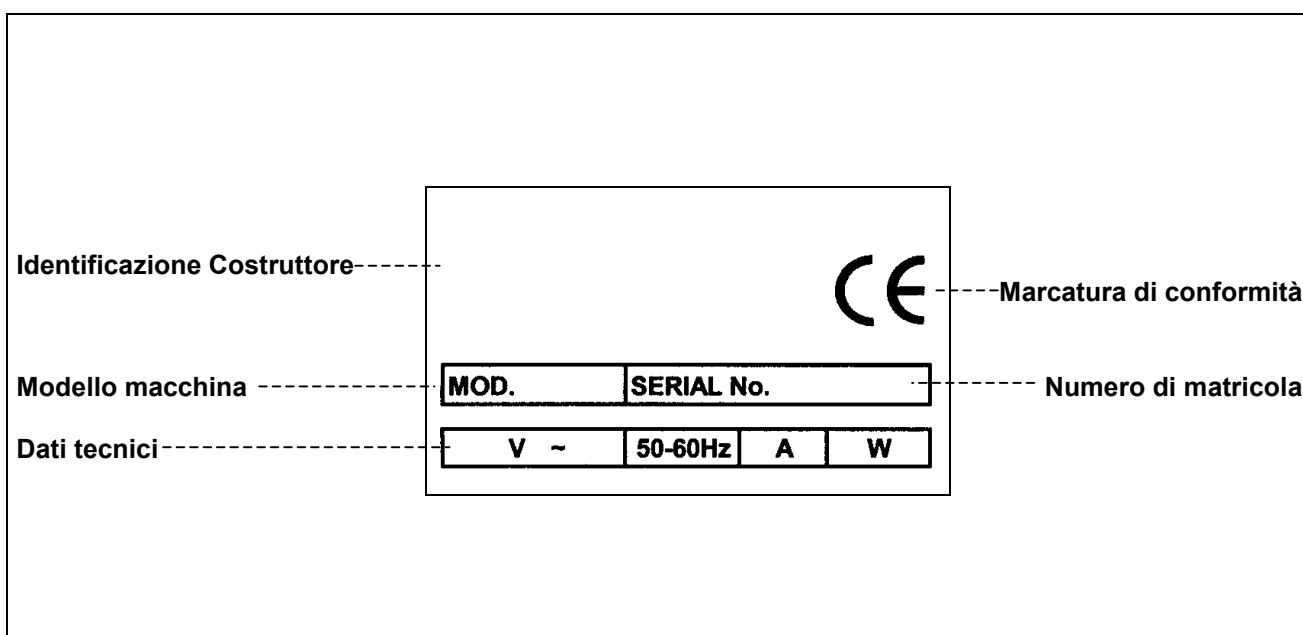 Identificazione Costruttore
CE
Marcatura di conformità
Modello macchina
MOD.
SERIAL No.
Numero di matricola
Dati tecnici
V ~
50-60Hz
A
W